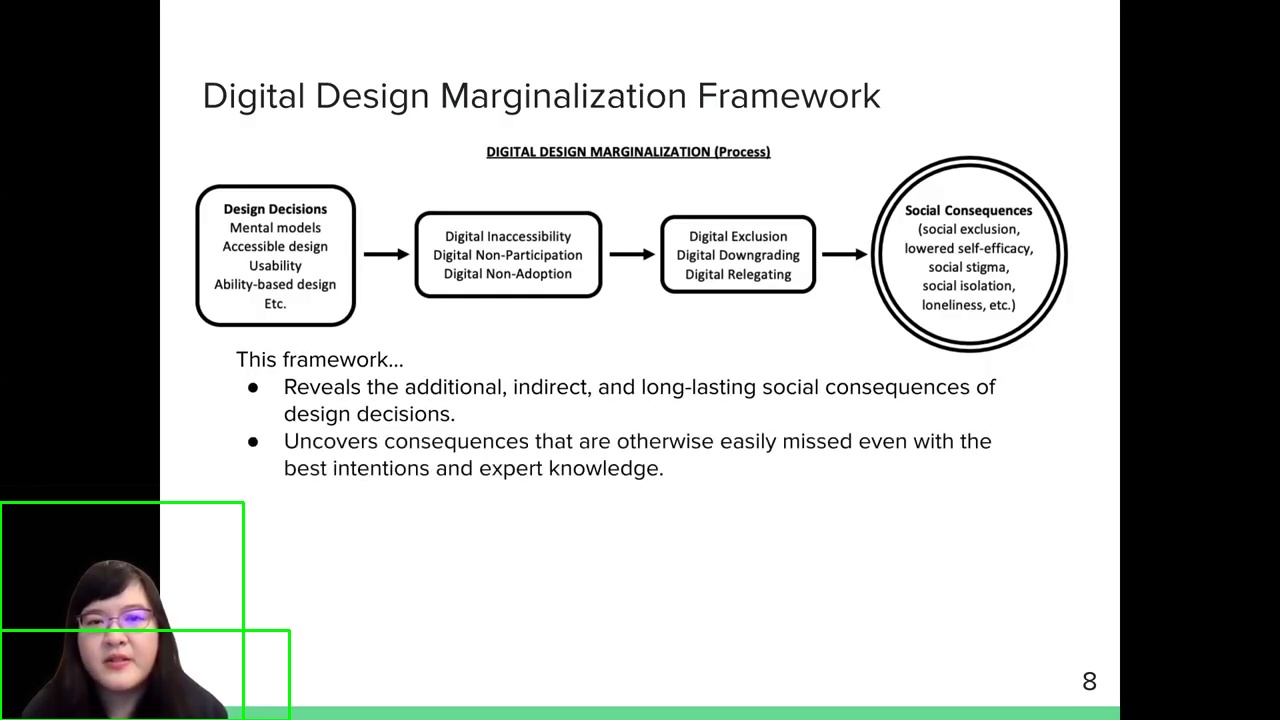 Digital Design Marginalization Framework
DIGITAL DESIGN MARGINALIZATION (Process)
Design Decisions
Mental models
Accessible design
Usability
Ability-based design
Etc.
Digital Inaccessibility
Digital Non-Participation
Digital Non-Adoption
Digital Exclusion
Digital Downgrading
Digital Relegating
Social Consequences
(social exclusion,
lowered self-efficacy,
social stigma,
social isolation,
loneliness, etc.)
This framework...
● Reveals the additional, indirect, and long-lasting social consequences of
design decisions.
● Uncovers consequences that are otherwise easily missed even with the
best intentions and expert knowledge.
8